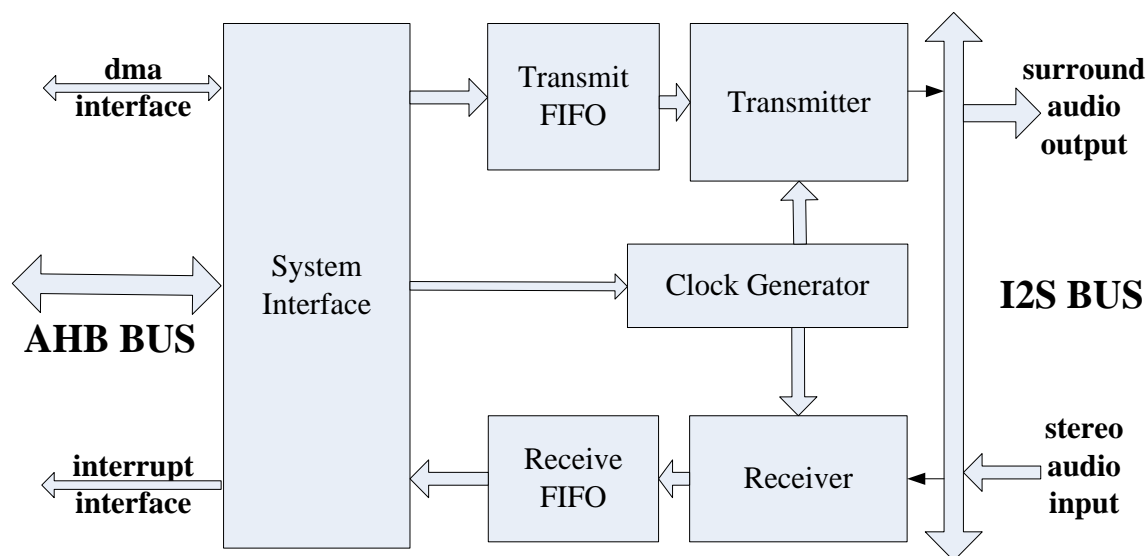 dma
interface
AHB BUS
interrupt
interface
System
Interface
Transmit
FIFO
Transmitter
Clock Generator
Receive
FIFO
Receiver
surround
audio
output
I2S BUS
stereo
audio
input